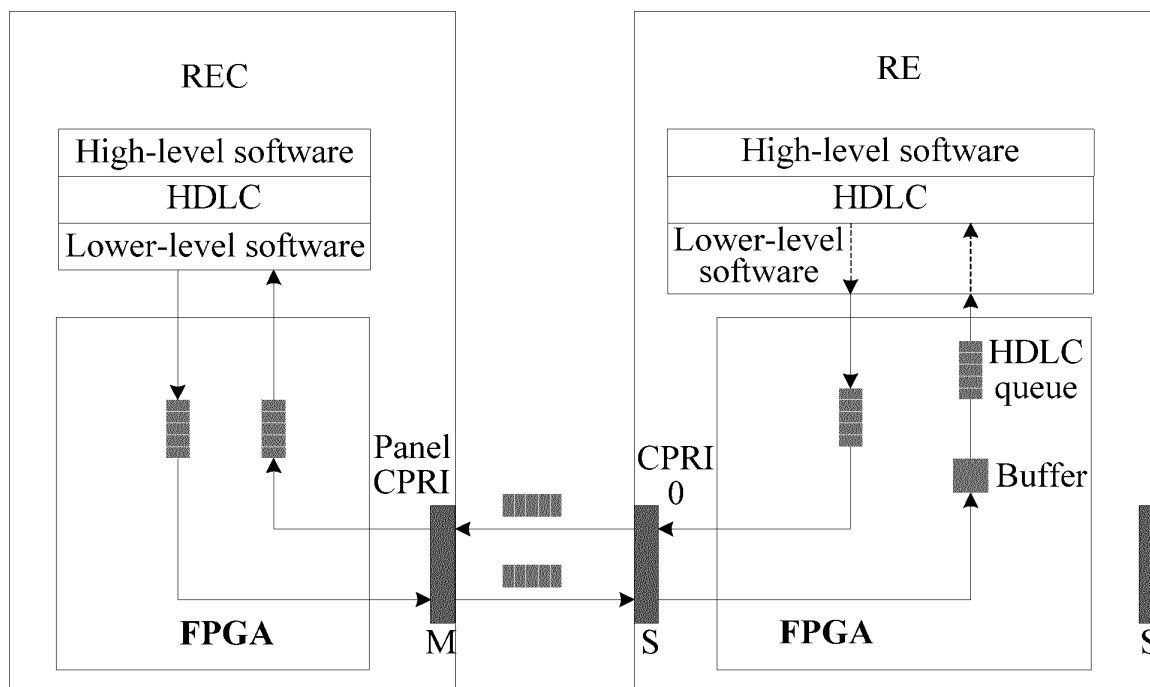 REC
High-level software
HDLC
Lower-level software
Panel
CPRI
FPGA
M
RE
High-level software
HDLC
Lower-level
software
HDLC
queue
Buffer
CPRI
0
FPGA
S
S